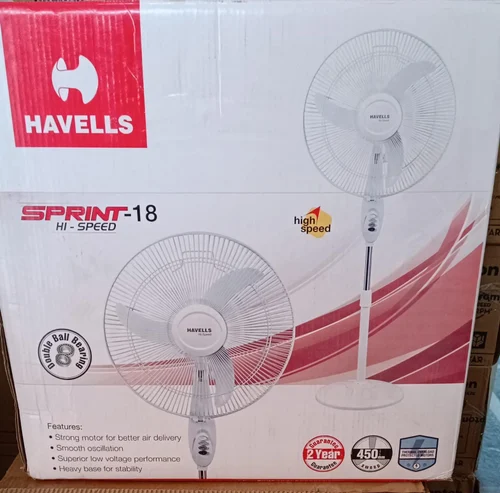 HAVELLS
SPRINT-18
HI - SPEED
high
speed
HAVELLS
HAVELLS
Double Ball Bearing
8
Features:
• Strong motor for better air delivery
• Smooth oscillation
• Superior low voltage performance
• Heavy base for stability
Guarantee
2 Year
Guarantee
450